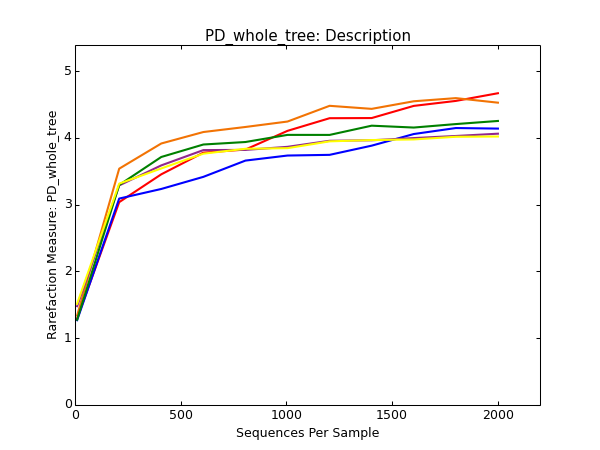 PD_whole_tree: Description
Rarefaction Measure: PD_whole_tree
5
4
3
2
1
0
0 500 1000 1500 2000
Sequences Per Sample